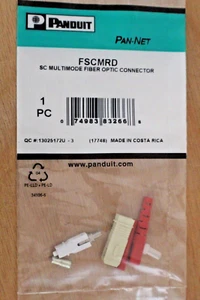 PANDUIT
PAN-NET
FSCMRD
SC MULTIMODE FIBER OPTIC CONNECTOR
1
PC
0 74983 83266
QC #13025172U - 3 (17748) MADE IN COSTA RICA
www.panduit.com